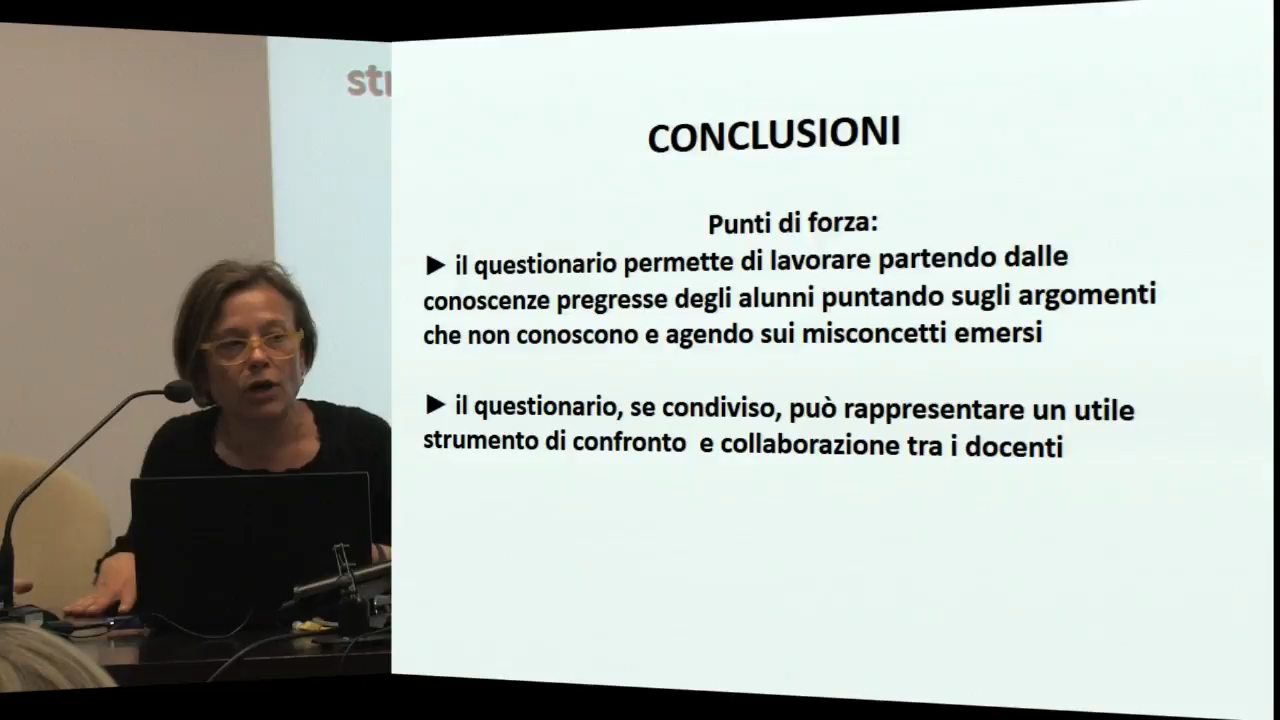 str
CONCLUSIONI
Punti di forza:
► il questionario permette di lavorare partendo dalle
conoscenze pregresse degli alunni puntando sugli argomenti
che non conoscono e agendo sui misconcetti emersi
► il questionario, se condiviso, può rappresentare un utile
strumento di confronto e collaborazione tra i docenti